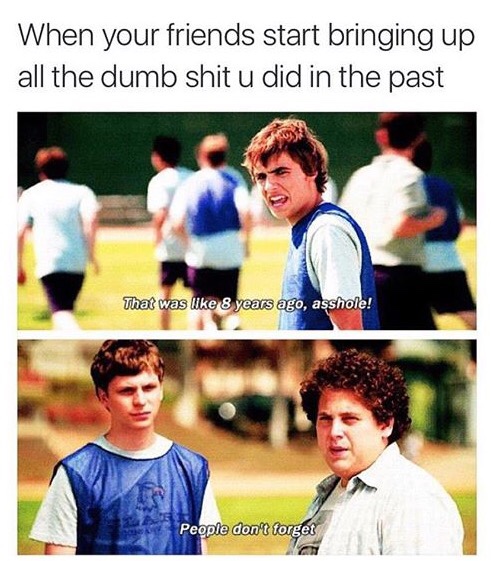 When your friends start bringing up
all the dumb shit u did in the past
That was like 8 years ago, asshole!
People don't forget